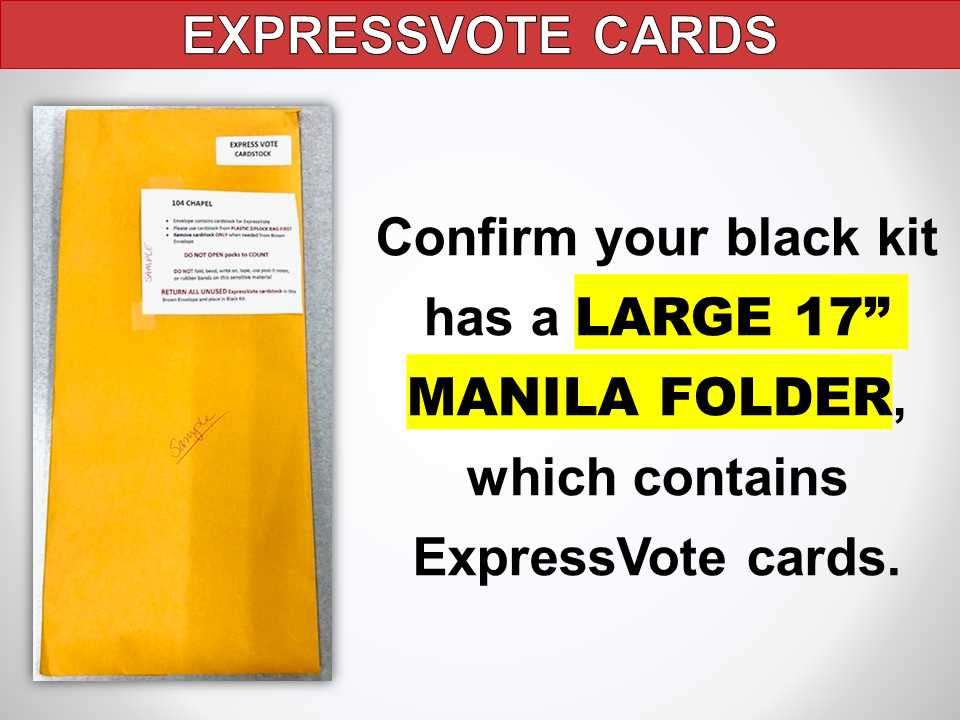 EXPRESSVOTE CARDS
EXPRESS VOTE
CARDSTOCK
104 CHAPEL
• Envelope contains cardstock for ExpressVote
• Please use cardstock from PLASTIC ZIPLOCK BAG FIRST
• Remove cardstock ONLY when needed from Brown
Envelope
DO NOT OPEN packs to COUNT
DO NOT fold, bend, write on, tape, use post-it notes,
or rubber bands on this sensitive material
RETURN ALL UNUSED ExpressVote cardstock in this
Brown Envelope and place in Black Kit.
SAMPLE
Sample
Confirm your black kit
has a LARGE 17”
MANILA FOLDER,
which contains
ExpressVote cards.